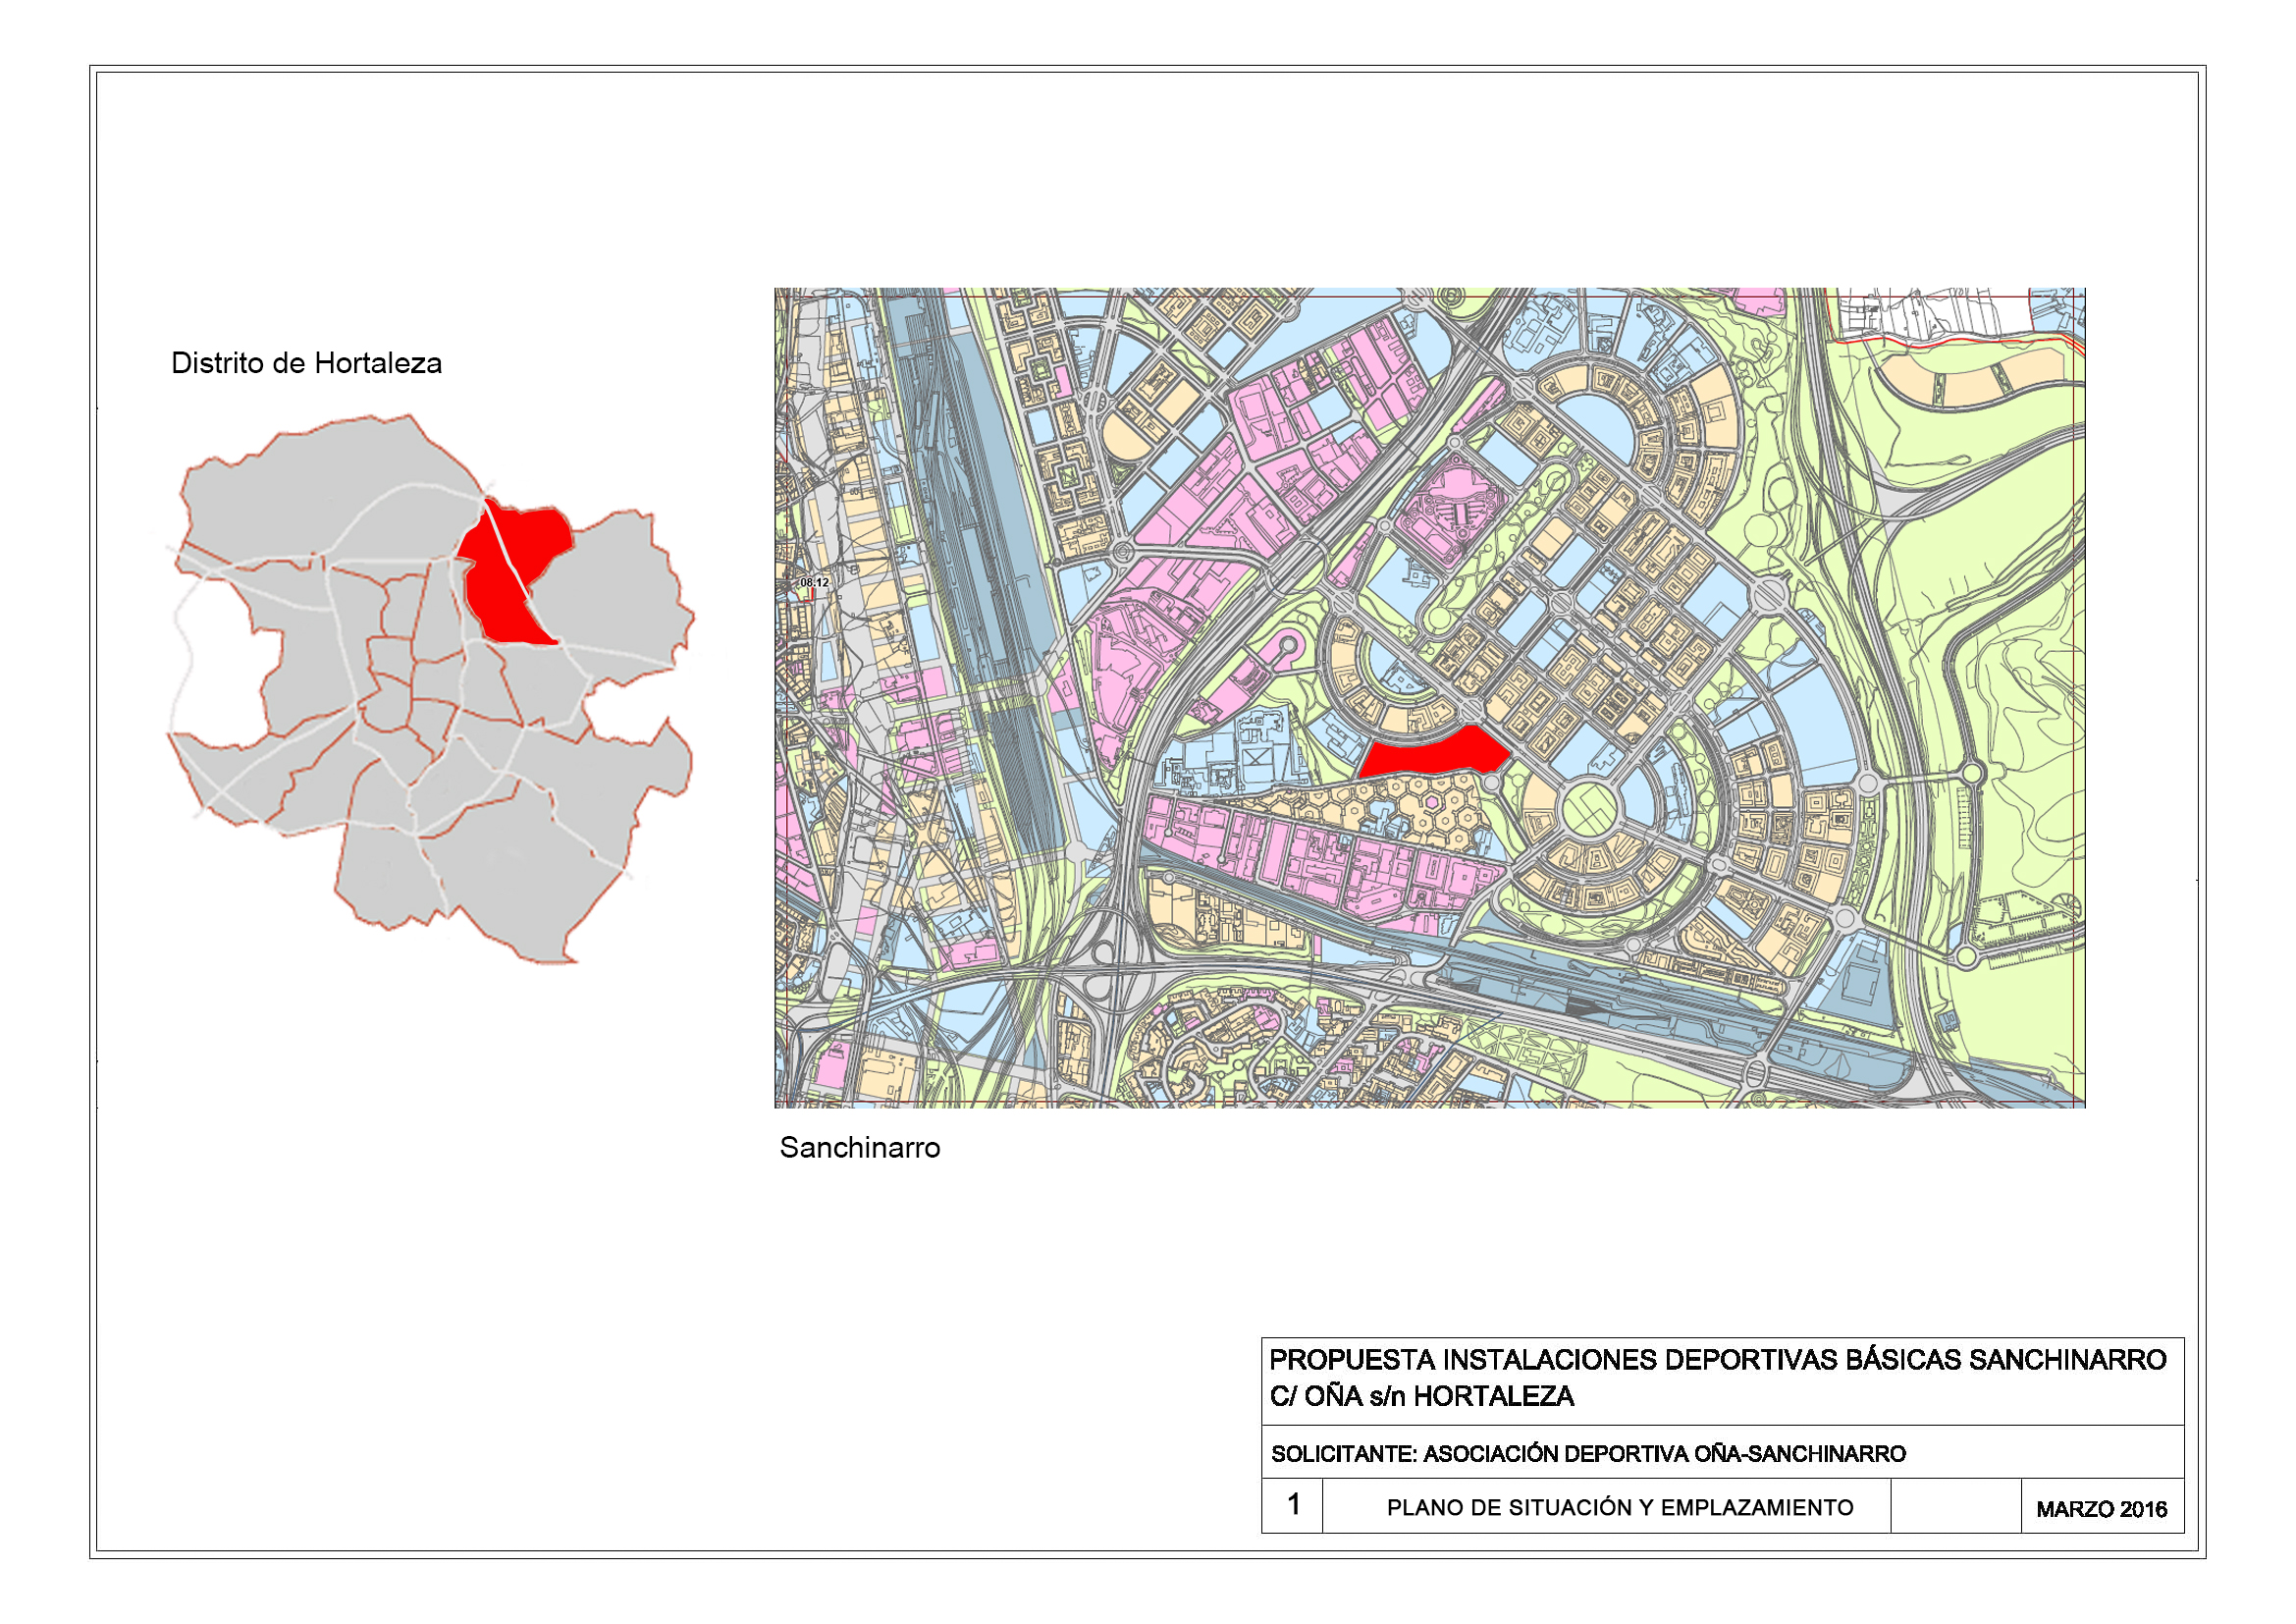 Distrito de Hortaleza
08.12
Sanchinarro
PROPUESTA INSTALACIONES DEPORTIVAS BÁSICAS SANCHINARRO
C/ OÑA s/n HORTALEZA
SOLICITANTE: ASOCIACIÓN DEPORTIVA OÑA-SANCHINARRO
1 PLANO DE SITUACIÓN Y EMPLAZAMIENTO MARZO 2016